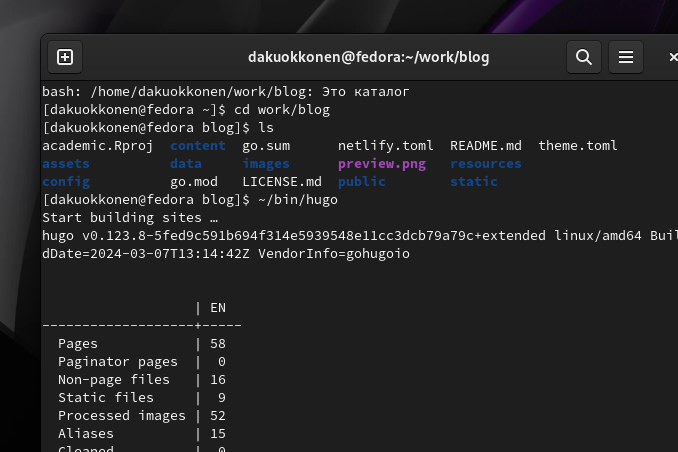 dakuokkonen@fedora:~/work/blog
bash: /home/dakuokkonen/work/blog: Это каталог
[dakuokkonen@fedora ~]$ cd work/blog
[dakuokkonen@fedora blog]$ ls
academic.Rproj content go.sum netlify.toml README.md theme.toml
assets data images preview.png resources
config go.mod LICENSE.md public static
[dakuokkonen@fedora blog]$ ~/bin/hugo
Start building sites …
hugo v0.123.8-5fed9c591b694f314e5939548e11cc3dcb79a79c+extended linux/amd64 Buil
dDate=2024-03-07T13:14:42Z VendorInfo=gohugoio
| EN
-------------------+-----
Pages | 58
Paginator pages | 0
Non-page files | 16
Static files | 9
Processed images | 52
Aliases | 15
Cleaned | 0